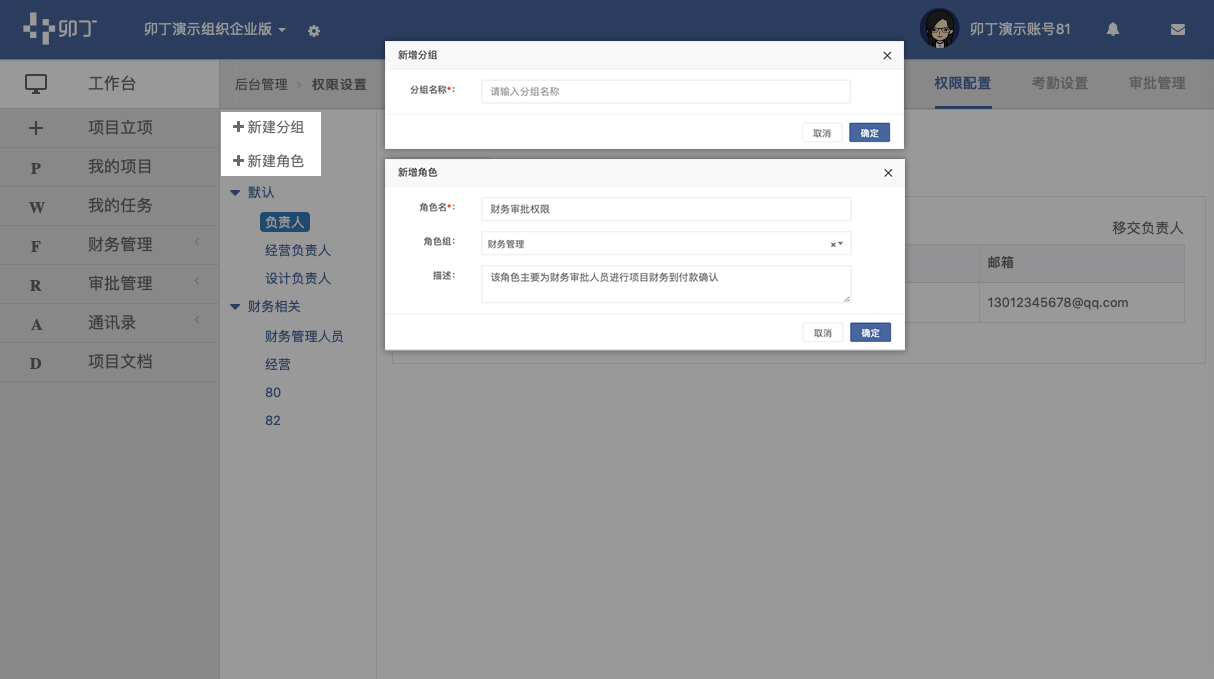 卯丁
卯丁演示组织企业版
卯丁演示账号81
工作台
项目立项
P 我的项目
W 我的任务
F 财务管理
R 审批管理
A 通讯录
D 项目文档
后台管理 权限设置
权限配置 考勤设置 审批管理
新建分组
新建角色
默认
负责人
经营负责人
设计负责人
财务相关
财务管理人员
经营
80
82
新增分组
分组名称*:
请输入分组名称
取消 确定
新增角色
角色名*: 财务审批权限
角色组: 财务管理
描述: 该角色主要为财务审批人员进行项目财务到付款确认
取消 确定
移交负责人
邮箱
13012345678@qq.com